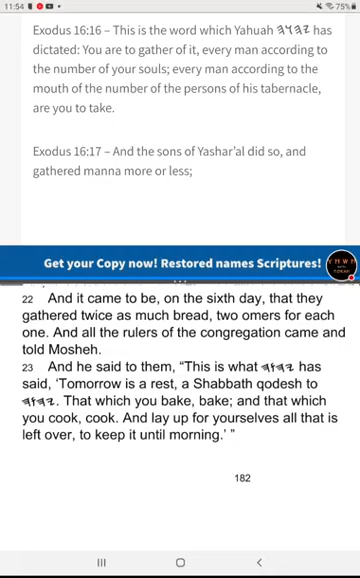 11:54 75%
Exodus 16:16 – This is the word which Yahuah 𐤉𐤄𐤅𐤄 has
dictated: You are to gather of it, every man according to
the number of your souls; every man according to the
mouth of the number of the persons of his tabernacle,
are you to take.
Exodus 16:17 – And the sons of Yashar'al did so, and
gathered manna more or less;
Get your Copy now! Restored names Scriptures!
22 And it came to be, on the sixth day, that they
gathered twice as much bread, two omers for each
one. And all the rulers of the congregation came and
told Mosheh.
23 And he said to them, “This is what 𐤉𐤄𐤅𐤄 has
said, ‘Tomorrow is a rest, a Shabbath qodesh to
𐤉𐤄𐤅𐤄. That which you bake, bake; and that which
you cook, cook. And lay up for yourselves all that is
left over, to keep it until morning.’ ”
182